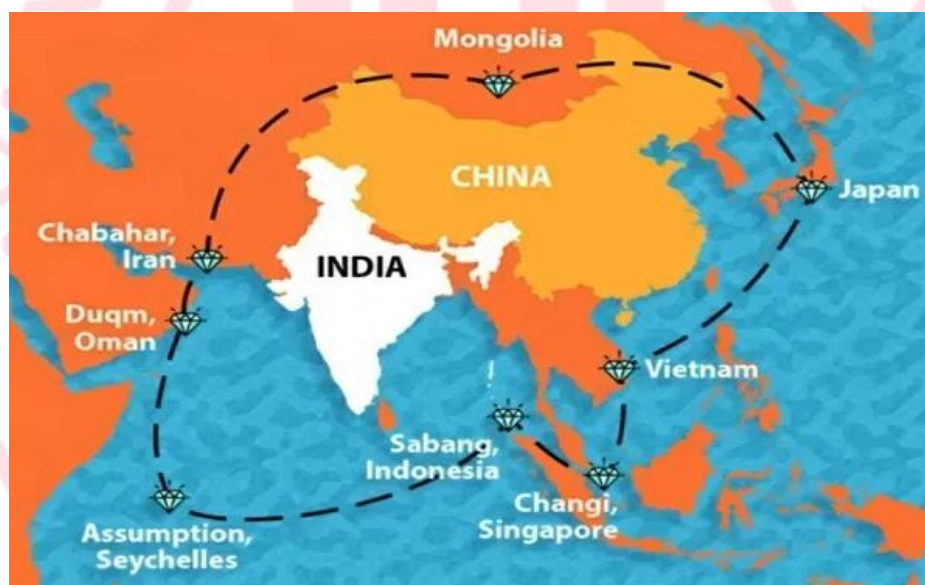 Mongolia
CHINA
Japan
Chabahar,
Iran
INDIA
Duqm,
Oman
Vietnam
Sabang,
Indonesia
Changi,
Singapore
Assumption,
Seychelles